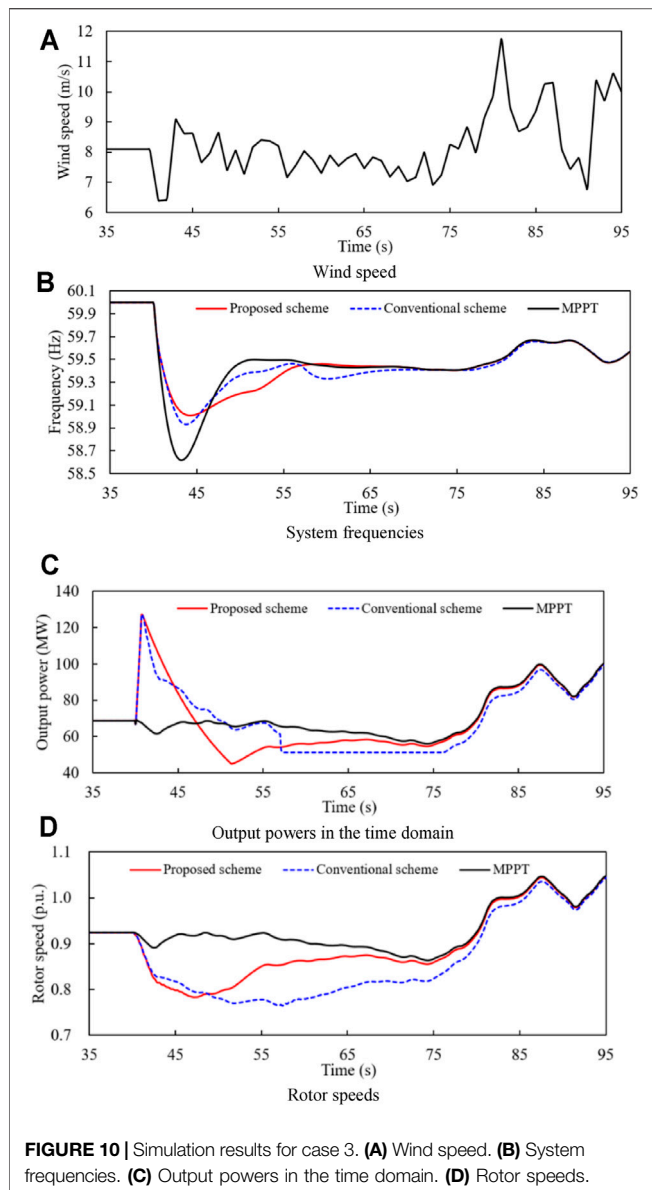 A
12
11
10
9
8
7
6
Wind speed (m/s)
35 45 55 65 75 85 95
Time (s)
Wind speed
B
60.1
59.9
59.7
59.5
59.3
59.1
58.9
58.7
58.5
Frequency (Hz)
Proposed scheme Conventional scheme MPPT
35 45 55 65 75 85 95
Time (s)
System frequencies
C
140
120
100
80
60
40
Output power (MW)
Proposed scheme Conventional scheme MPPT
35 45 55 65 75 85 95
Time (s)
Output powers in the time domain
D
1.1
1.0
0.9
0.8
0.7
Rotor speed (p.u.)
Proposed scheme Conventional scheme MPPT
35 45 55 65 75 85 95
Time (s)
Rotor speeds
FIGURE 10 | Simulation results for case 3. (A) Wind speed. (B) System
frequencies. (C) Output powers in the time domain. (D) Rotor speeds.